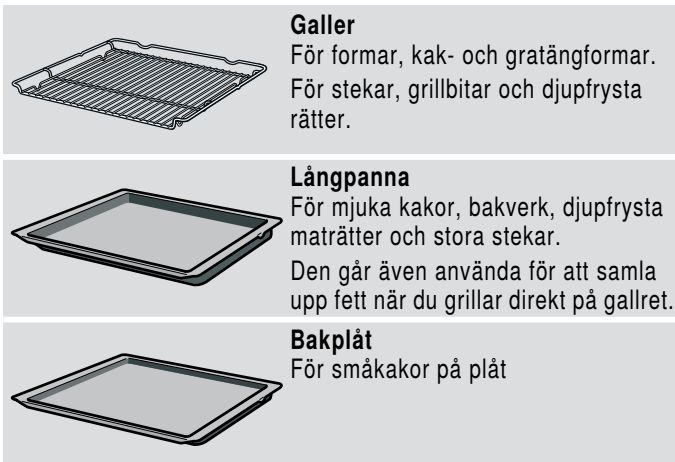 Galler
För formar, kak- och gratängformar.
För stekar, grillbitar och djupfrysta
rätter.
Långpanna
För mjuka kakor, bakverk, djupfrysta
maträtter och stora stekar.
Den går även använda för att samla
upp fett när du grillar direkt på gallret.
Bakplåt
För småkakor på plåt